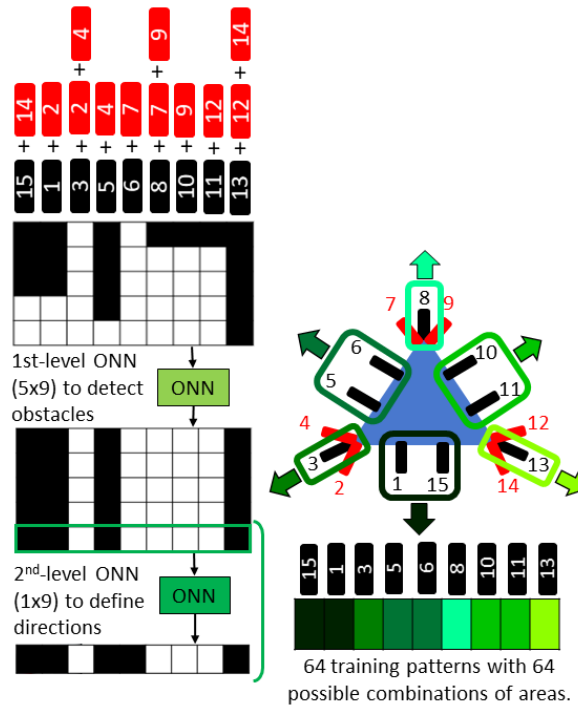 4 9 14
+ + +
14 2 2 4 7 7 9 12 12
+ + + + + + + + +
15 1 3 5 6 8 10 11 13
1st-level ONN
(5x9) to detect
obstacles
ONN
2nd-level ONN
(1x9) to define
directions
ONN
8
7 9
6 10
5 11
4 12
3 13
2 14
1 15
15 1 3 5 6 8 10 11 13
64 training patterns with 64
possible combinations of areas.